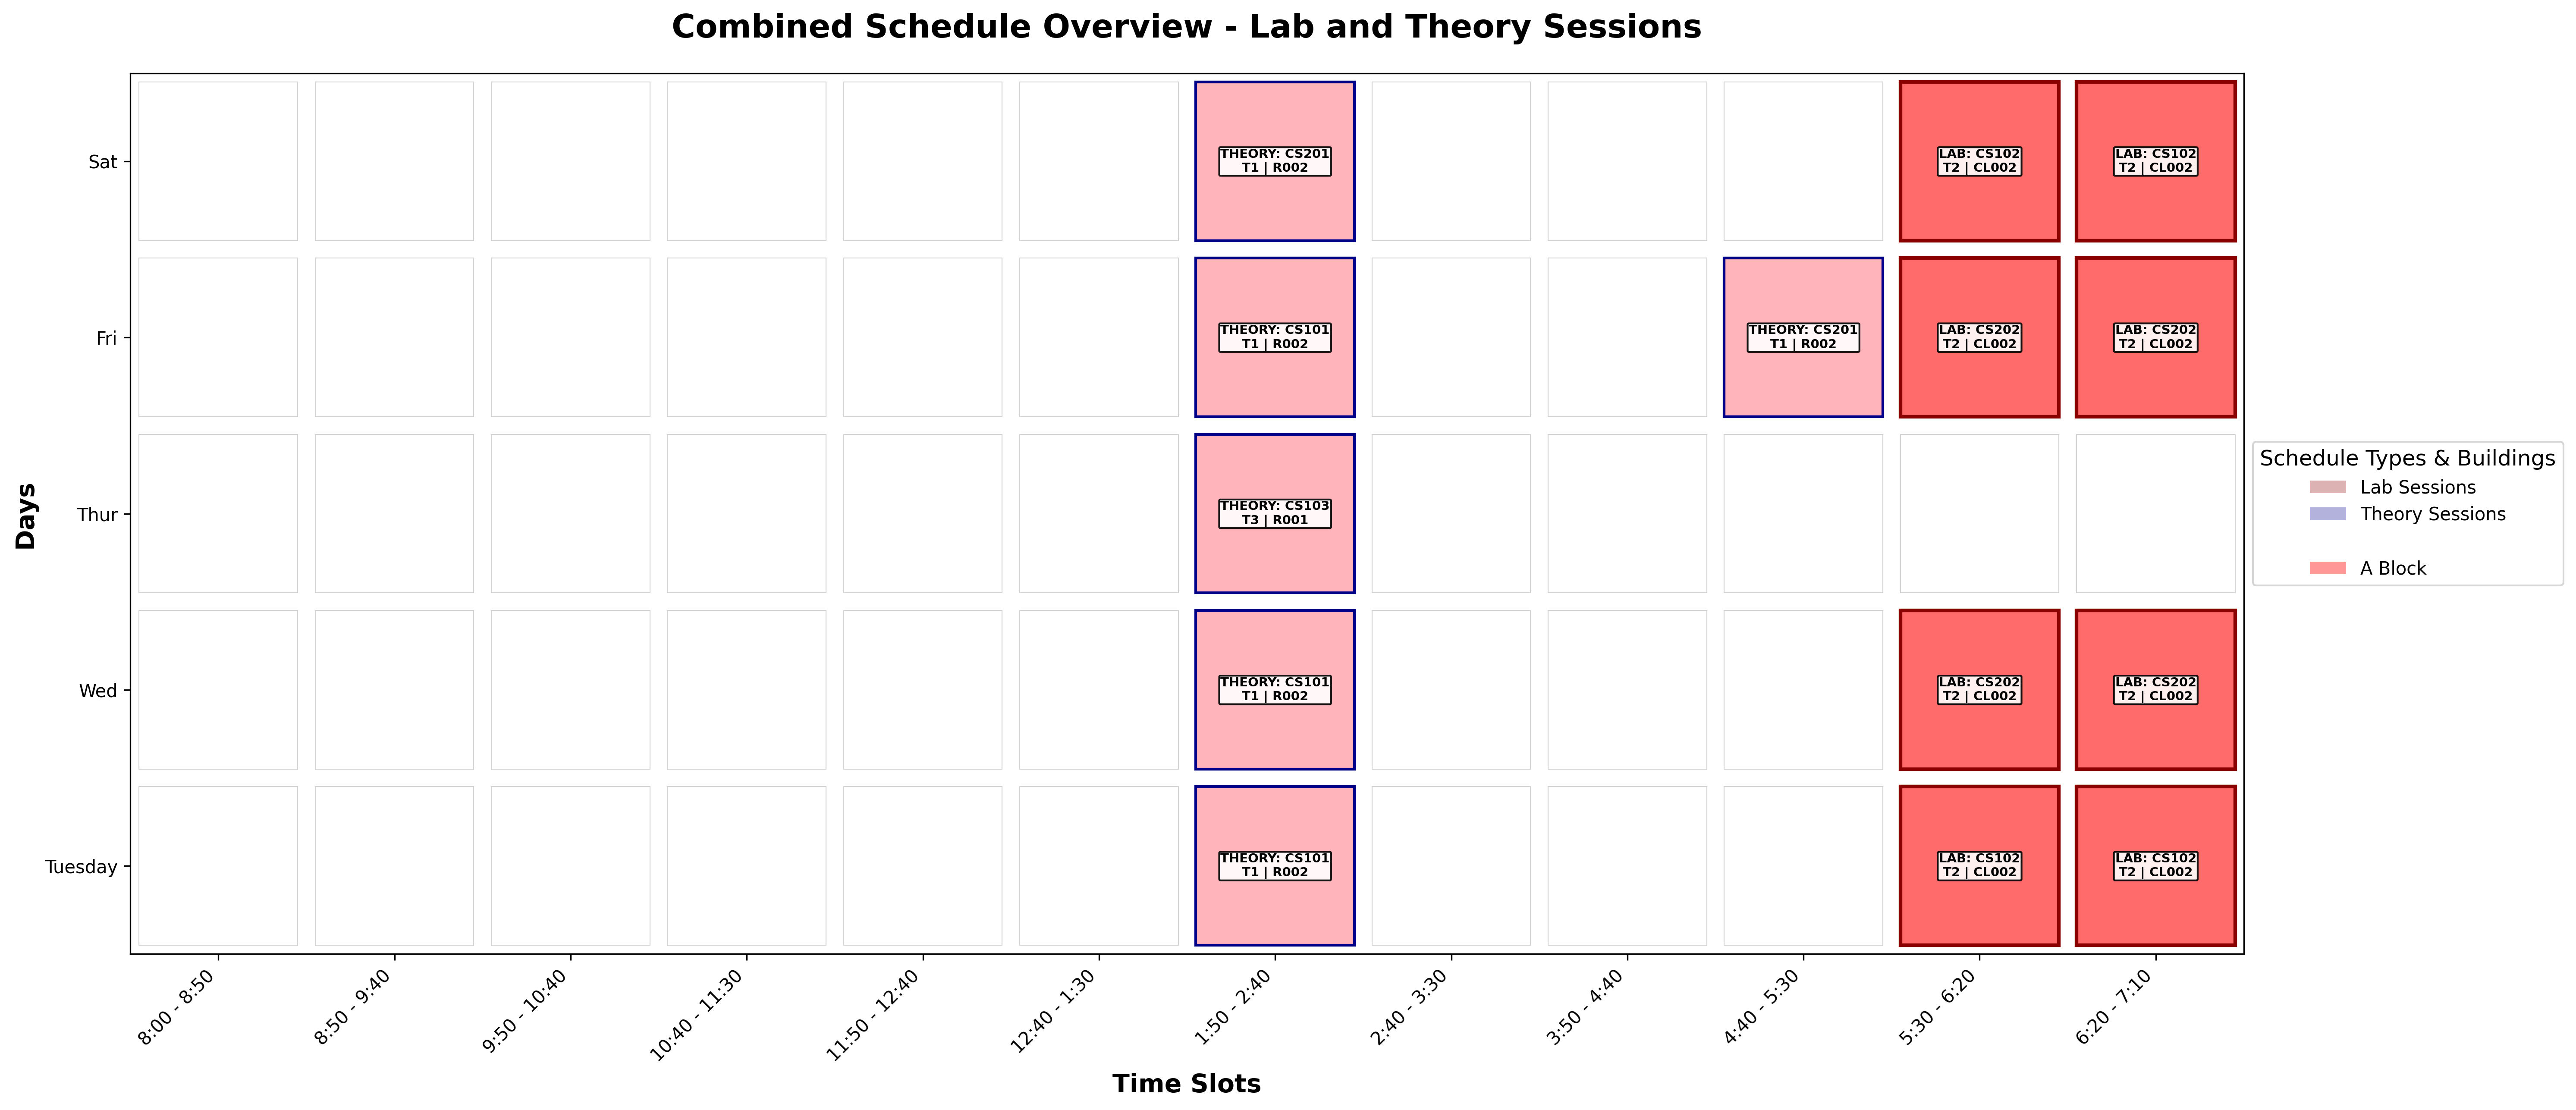 Combined Schedule Overview - Lab and Theory Sessions
Days
Sat
THEORY: CS201
T1 | R002
LAB: CS102
T2 | CL002
LAB: CS102
T2 | CL002
Fri
THEORY: CS101
T1 | R002
THEORY: CS201
T1 | R002
LAB: CS202
T2 | CL002
LAB: CS202
T2 | CL002
Thur
THEORY: CS103
T3 | R001
Wed
THEORY: CS101
T1 | R002
LAB: CS202
T2 | CL002
LAB: CS202
T2 | CL002
Tuesday
THEORY: CS101
T1 | R002
LAB: CS102
T2 | CL002
LAB: CS102
T2 | CL002
8:00 - 8:50
8:50 - 9:40
9:50 - 10:40
10:40 - 11:30
11:50 - 12:40
12:40 - 1:30
1:50 - 2:40
2:40 - 3:30
3:50 - 4:40
4:40 - 5:30
5:30 - 6:20
6:20 - 7:10
Time Slots
Schedule Types & Buildings
Lab Sessions
Theory Sessions
A Block